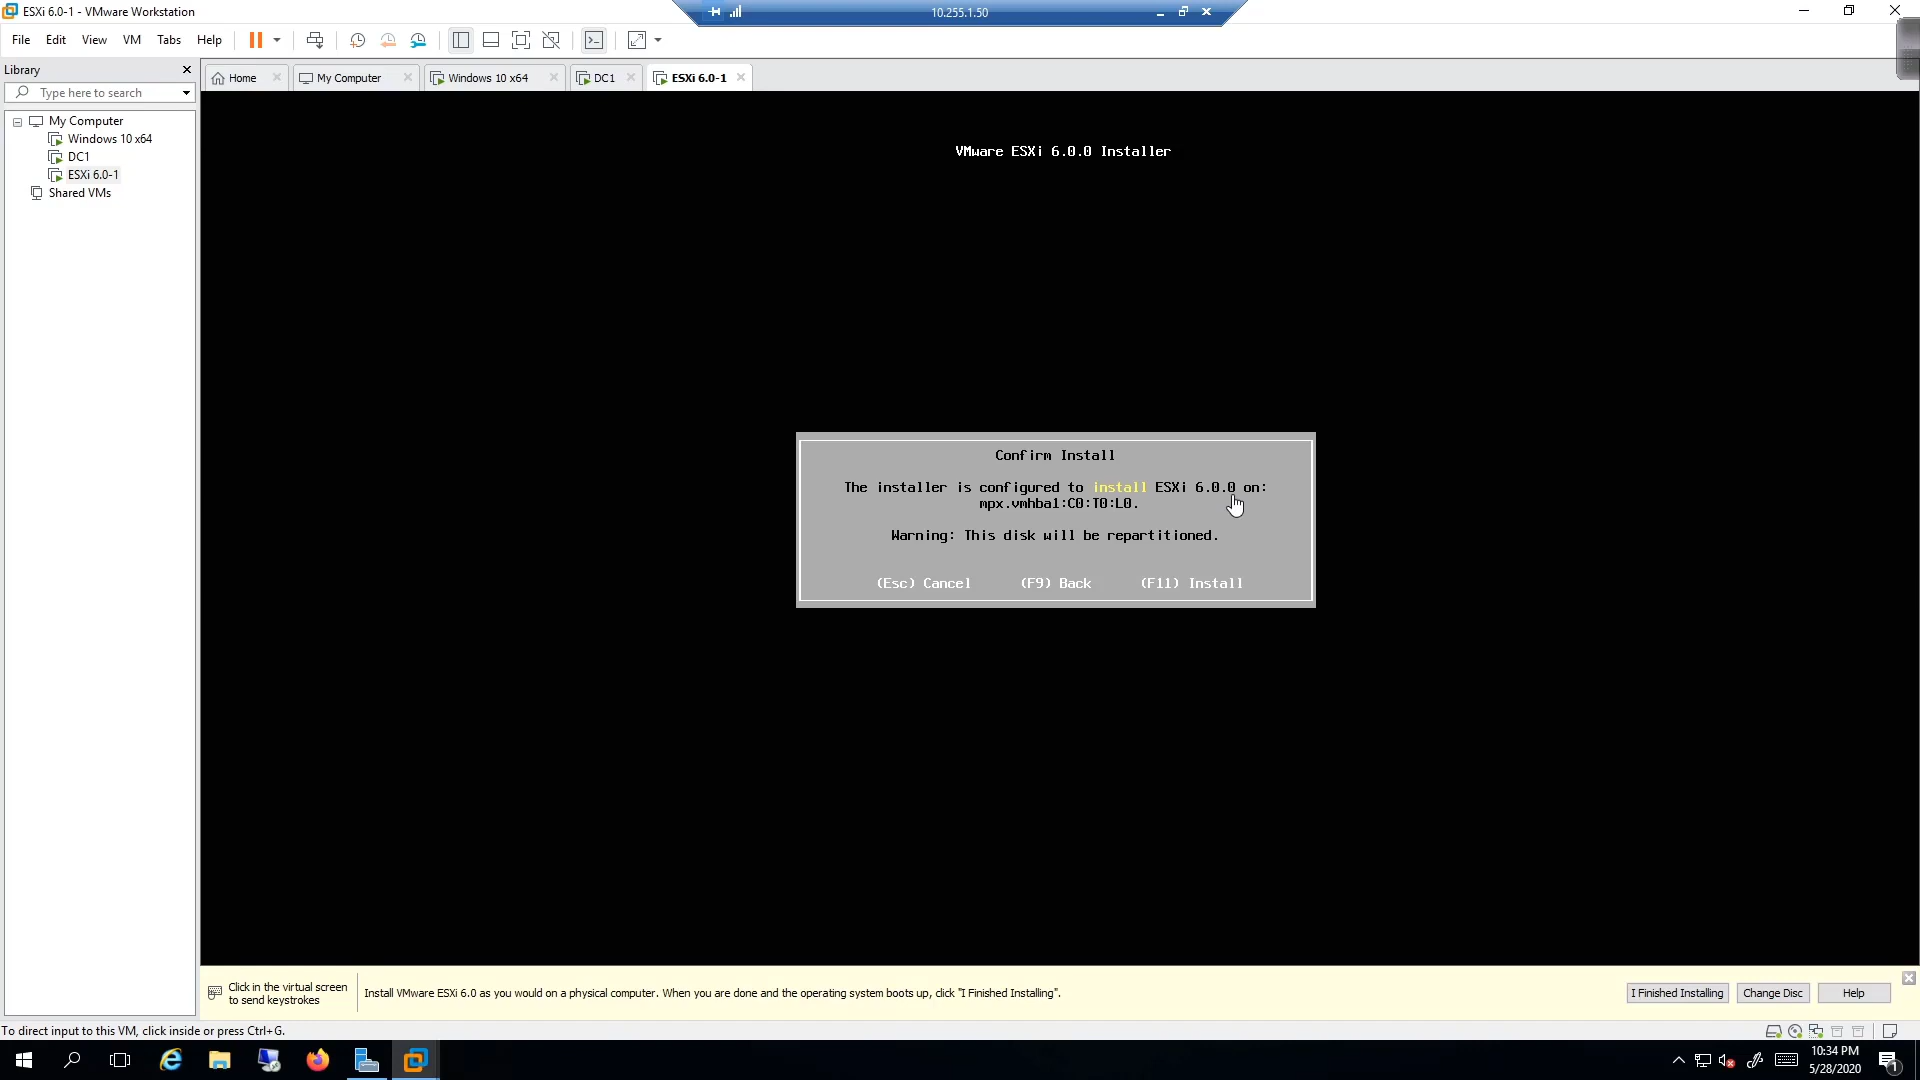 ESXi 6.0-1 - VMware Workstation
10.255.1.50
File Edit View VM Tabs Help
Library
Home
My Computer
Windows 10 x64
DC1
ESXi 6.0-1
Type here to search
My Computer
Windows 10 x64
DC1
ESXi 6.0-1
Shared VMs
VMware ESXi 6.0.0 Installer
Confirm Install
The installer is configured to install ESXi 6.0.0 on:
mpx.vmhba1:C0:T0:L0.
Warning: This disk will be repartitioned.
(Esc) Cancel (F9) Back (F11) Install
Click in the virtual screen
to send keystrokes
Install VMware ESXi 6.0 as you would on a physical computer. When you are done and the operating system boots up, click "I Finished Installing".
I Finished Installing
Change Disc
Help
To direct input to this VM, click inside or press Ctrl+G.
10:34 PM
5/28/2020
1